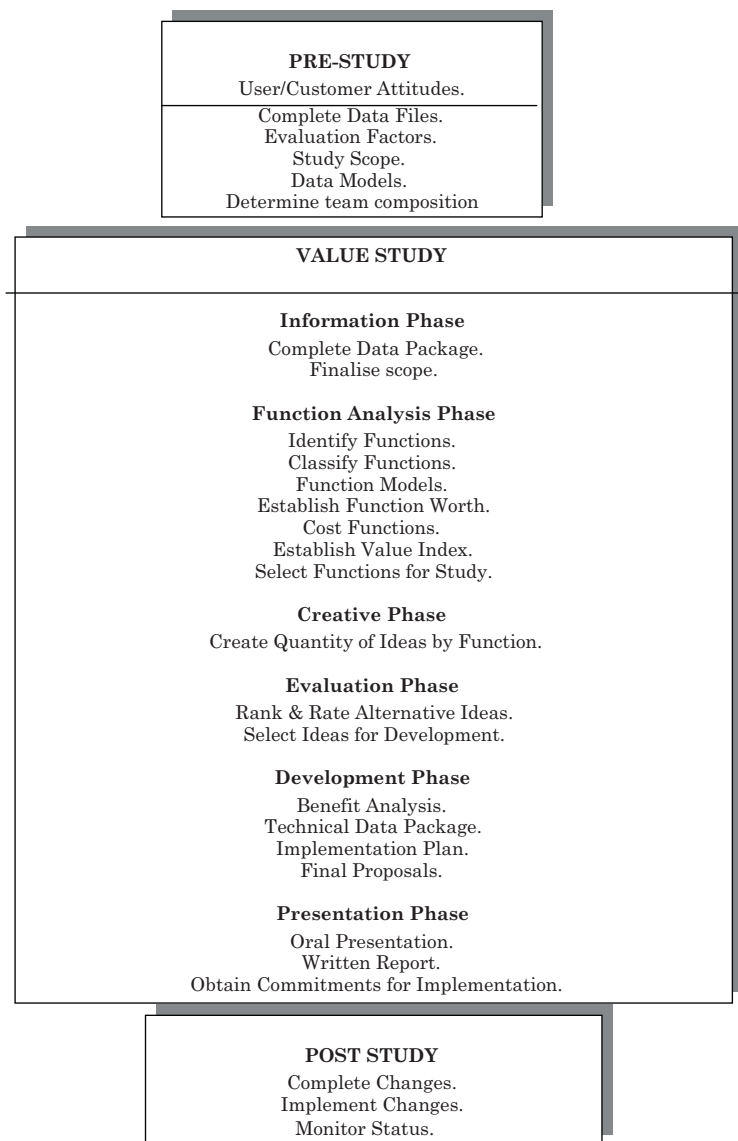 PRE-STUDY
User/Customer Attitudes.
Complete Data Files.
Evaluation Factors.
Study Scope.
Data Models.
Determine team composition
VALUE STUDY
Information Phase
Complete Data Package.
Finalise scope.
Function Analysis Phase
Identify Functions.
Classify Functions.
Function Models.
Establish Function Worth.
Cost Functions.
Establish Value Index.
Select Functions for Study.
Creative Phase
Create Quantity of Ideas by Function.
Evaluation Phase
Rank & Rate Alternative Ideas.
Select Ideas for Development.
Development Phase
Benefit Analysis.
Technical Data Package.
Implementation Plan.
Final Proposals.
Presentation Phase
Oral Presentation.
Written Report.
Obtain Commitments for Implementation.
POST STUDY
Complete Changes.
Implement Changes.
Monitor Status.